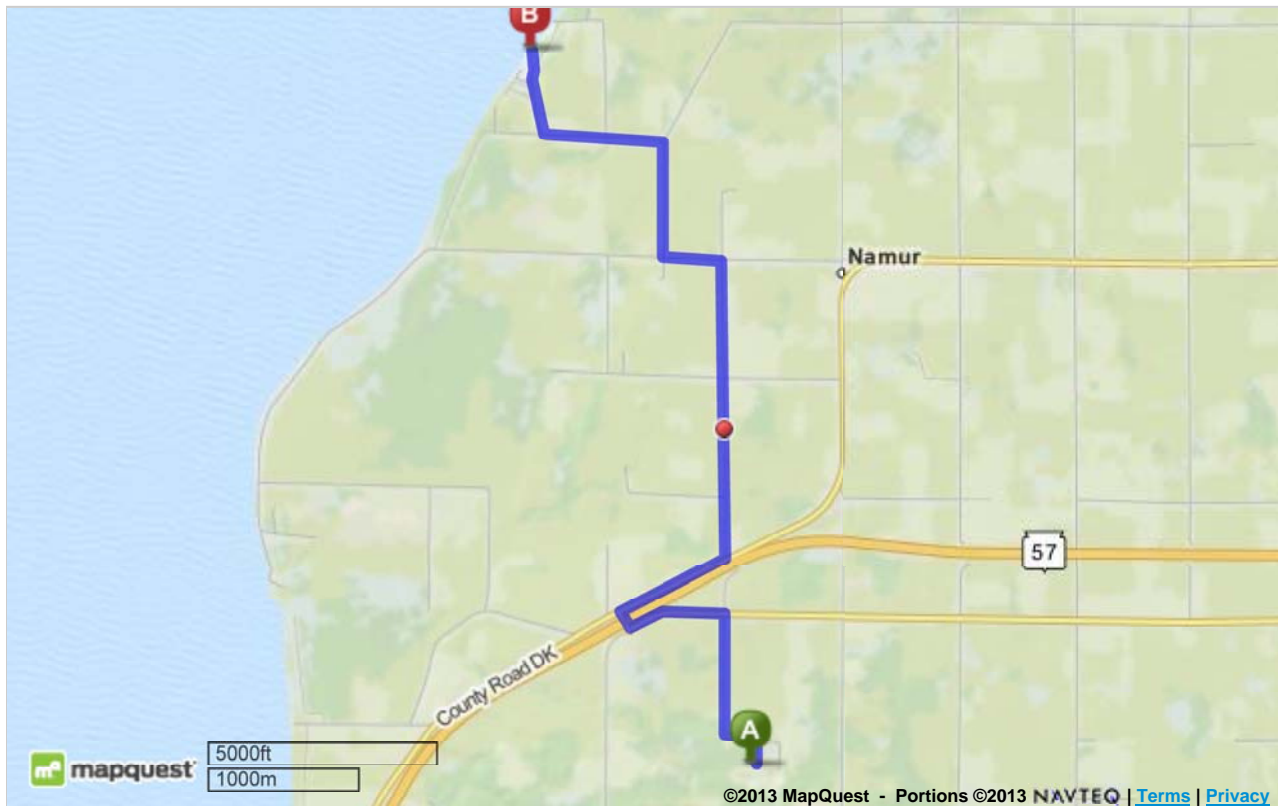 B
Namur
57
County Road DK
A
mapquest
5000ft
1000m
©2013 MapQuest - Portions ©2013 NAVTEQ | Terms | Privacy